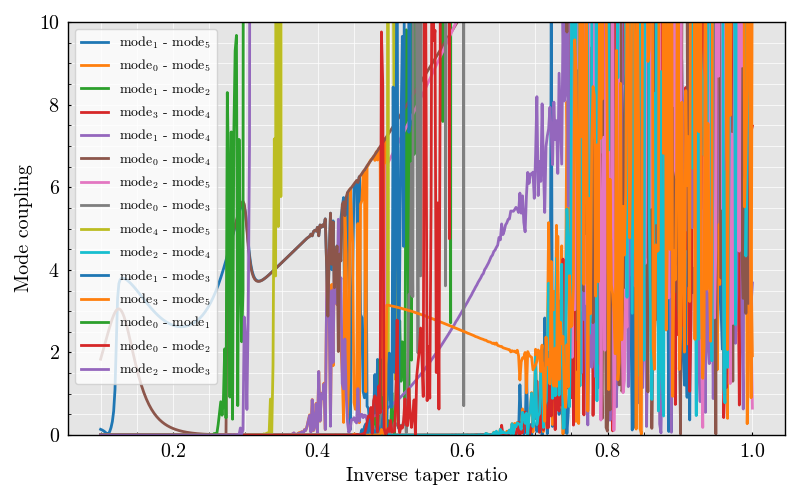 10
8
6
4
2
0
Mode coupling
mode₁ - mode₅
mode₀ - mode₅
mode₁ - mode₂
mode₃ - mode₄
mode₁ - mode₄
mode₀ - mode₄
mode₂ - mode₅
mode₀ - mode₃
mode₄ - mode₅
mode₂ - mode₄
mode₁ - mode₃
mode₃ - mode₅
mode₀ - mode₁
mode₀ - mode₂
mode₂ - mode₃
0.2 0.4 0.6 0.8 1.0
Inverse taper ratio